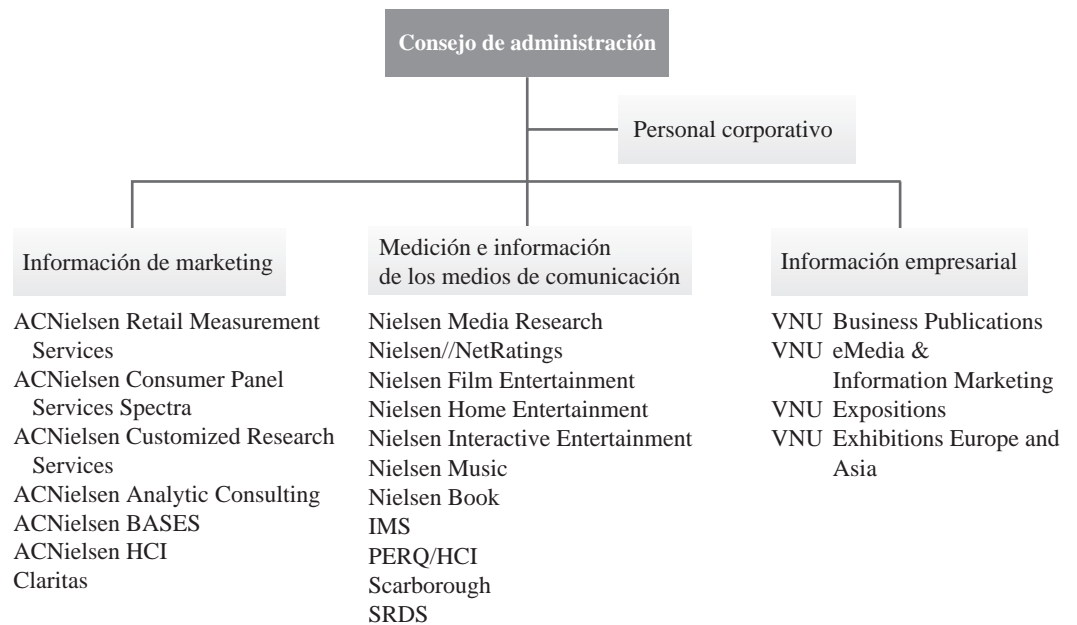 Consejo de administración
Personal corporativo
Información de marketing
ACNielsen Retail Measurement
Services
ACNielsen Consumer Panel
Services Spectra
ACNielsen Customized Research
Services
ACNielsen Analytic Consulting
ACNielsen BASES
ACNielsen HCI
Claritas
Medición e información
de los medios de comunicación
Nielsen Media Research
Nielsen//NetRatings
Nielsen Film Entertainment
Nielsen Home Entertainment
Nielsen Interactive Entertainment
Nielsen Music
Nielsen Book
IMS
PERQ/HCI
Scarborough
SRDS
Información empresarial
VNU Business Publications
VNU eMedia &
Information Marketing
VNU Expositions
VNU Exhibitions Europe and
Asia